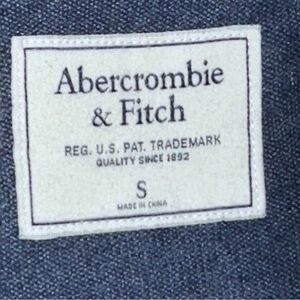 Abercrombie
& Fitch
REG. U.S. PAT. TRADEMARK
QUALITY SINCE 1892
S
MADE IN CHINA